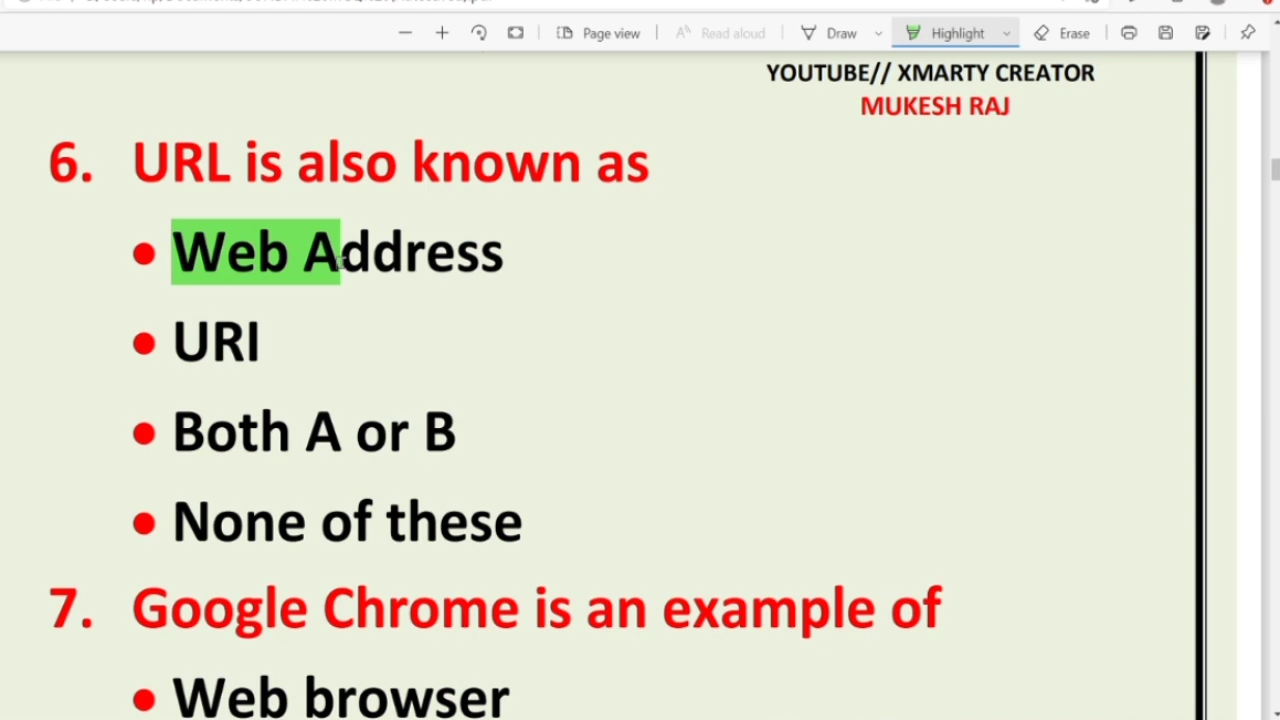 Page view
Read aloud
Draw
Highlight
Erase
YOUTUBE// XMARTY CREATOR
MUKESH RAJ
6. URL is also known as
• Web Address
• URI
• Both A or B
• None of these
7. Google Chrome is an example of
• Web browser